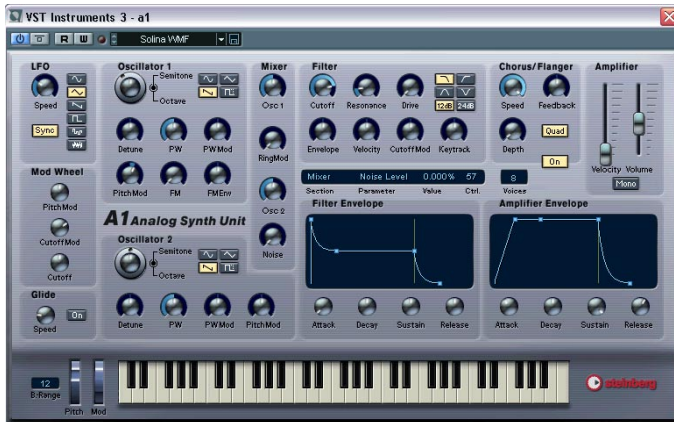 VST Instruments 3 - a1
R W Solina WMF
LFO
Speed
Sync
Mod Wheel
PitchMod
CutoffMod
Cutoff
Glide
Speed On
Oscillator 1
Semitone
Octave
Detune PW PWMod
PitchMod FM FMEnv
A1 Analog Synth Unit
Oscillator 2
Semitone
Octave
Detune PW PWMod PitchMod
Mixer
Osc 1
RingMod
Osc 2
Noise
Filter
Cutoff Resonance Drive 12dB 24dB
Envelope Velocity CutoffMod Keytrack
Chorus/Flanger
Speed Feedback
Depth Quad
On
Amplifier
Velocity Volume
Mono
Mixer Noise Level 0.000% 57 8
Section Parameter Value Ctrl. Voices
Filter Envelope
Attack Decay Sustain Release
Amplifier Envelope
Attack Decay Sustain Release
12
B.Range
Pitch Mod
steinberg